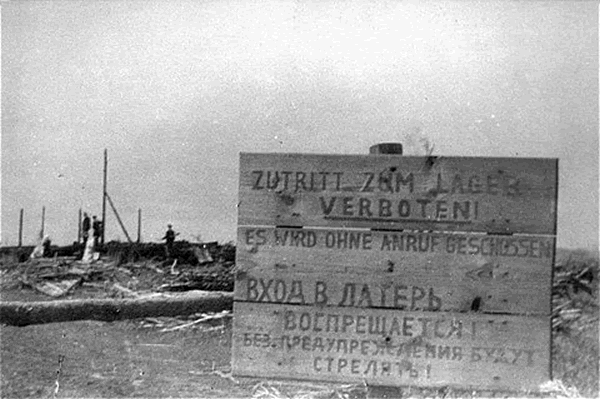 ZUTRITT ZUM LAGER
VERBOTEN!
ES WIRD OHNE ANRUF GESCHOSSEN
ВХОД В ЛАГЕРЬ
ВОСПРЕЩАЕТСЯ!
БЕЗ ПРЕДУПРЕЖДЕНИЯ БУДУТ
СТРЕЛЯТЬ!